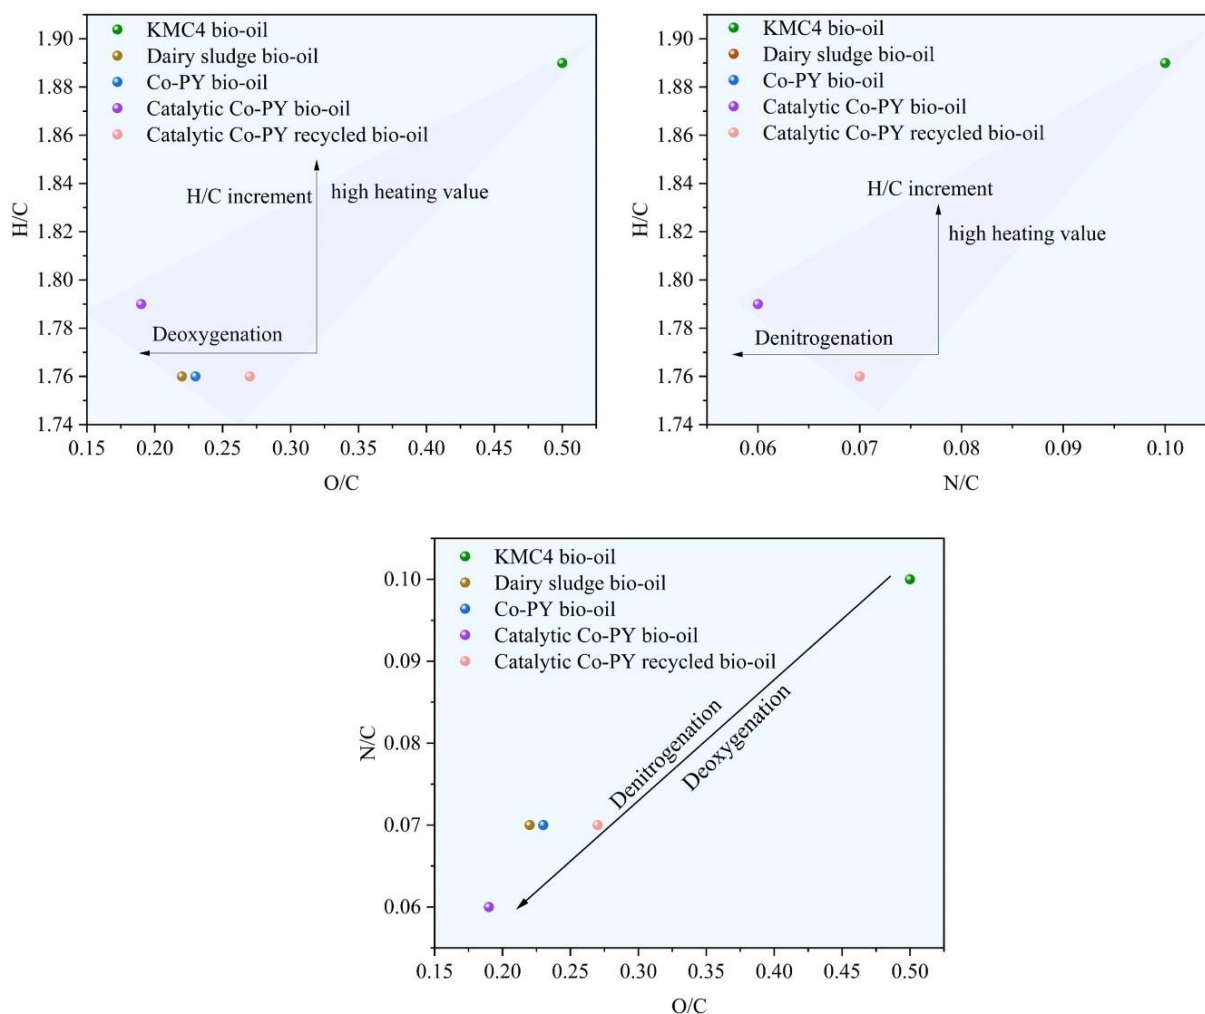 KMC4 bio-oil
Dairy sludge bio-oil
Co-PY bio-oil
Catalytic Co-PY bio-oil
Catalytic Co-PY recycled bio-oil
H/C increment
high heating value
Deoxygenation
1.90
1.88
1.86
1.84
1.82
1.80
1.78
1.76
1.74
H/C
0.15 0.20 0.25 0.30 0.35 0.40 0.45 0.50
O/C
KMC4 bio-oil
Dairy sludge bio-oil
Co-PY bio-oil
Catalytic Co-PY bio-oil
Catalytic Co-PY recycled bio-oil
H/C increment
high heating value
Denitrogenation
1.90
1.88
1.86
1.84
1.82
1.80
1.78
1.76
1.74
H/C
0.06 0.07 0.08 0.09 0.10
N/C
KMC4 bio-oil
Dairy sludge bio-oil
Co-PY bio-oil
Catalytic Co-PY bio-oil
Catalytic Co-PY recycled bio-oil
Denitrogenation
Deoxygenation
0.10
0.09
0.08
0.07
0.06
N/C
0.15 0.20 0.25 0.30 0.35 0.40 0.45 0.50
O/C